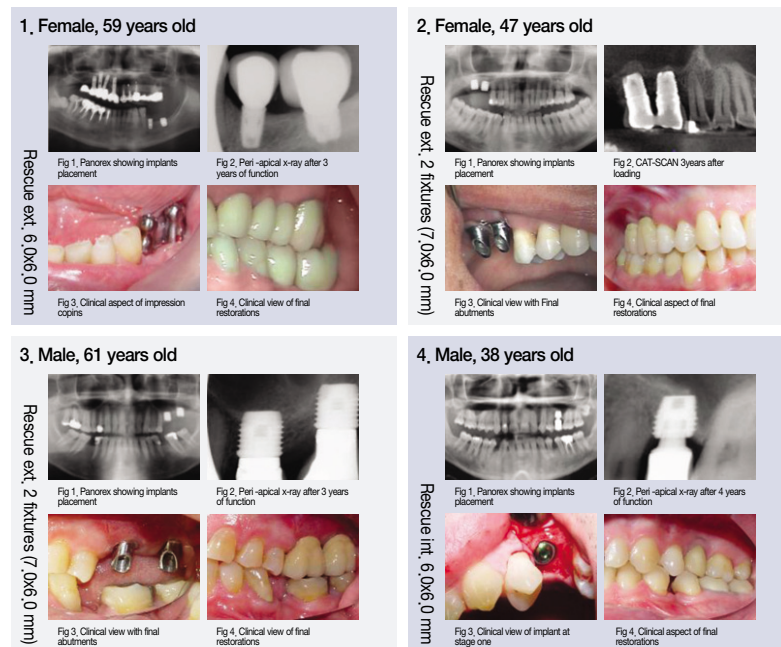 1. Female, 59 years old
Rescue ext. 6.0x6.0 mm
Fig 1. Panorex showing implants
placement
Fig 2. Peri -apical x-ray after 3
years of function
Fig 3. Clinical aspect of impression
copins
Fig 4. Clinical view of final
restorations
2. Female, 47 years old
Rescue ext. 2 fixtures (7.0x6.0 mm)
Fig 1. Panorex showing implants
placement
Fig 2. CAT-SCAN 3years after
loading
Fig 3. Clinical view with Final
abutments
Fig 4. Clinical aspect of final
restorations
3. Male, 61 years old
Rescue ext. 2 fixtures (7.0x6.0 mm)
Fig 1. Panorex showing implants
placement
Fig 2. Peri -apical x-ray after 3 years
of function
Fig 3. Clinical view with final
abutments
Fig 4. Clinical view of final
restorations
4. Male, 38 years old
Rescue int. 6.0x6.0 mm
Fig 1. Panorex showing implants
placement
Fig 2. Peri -apical x-ray after 4 years
of function
Fig 3. Clinical view of implant at
stage one
Fig 4. Clinical aspect of final
restorations